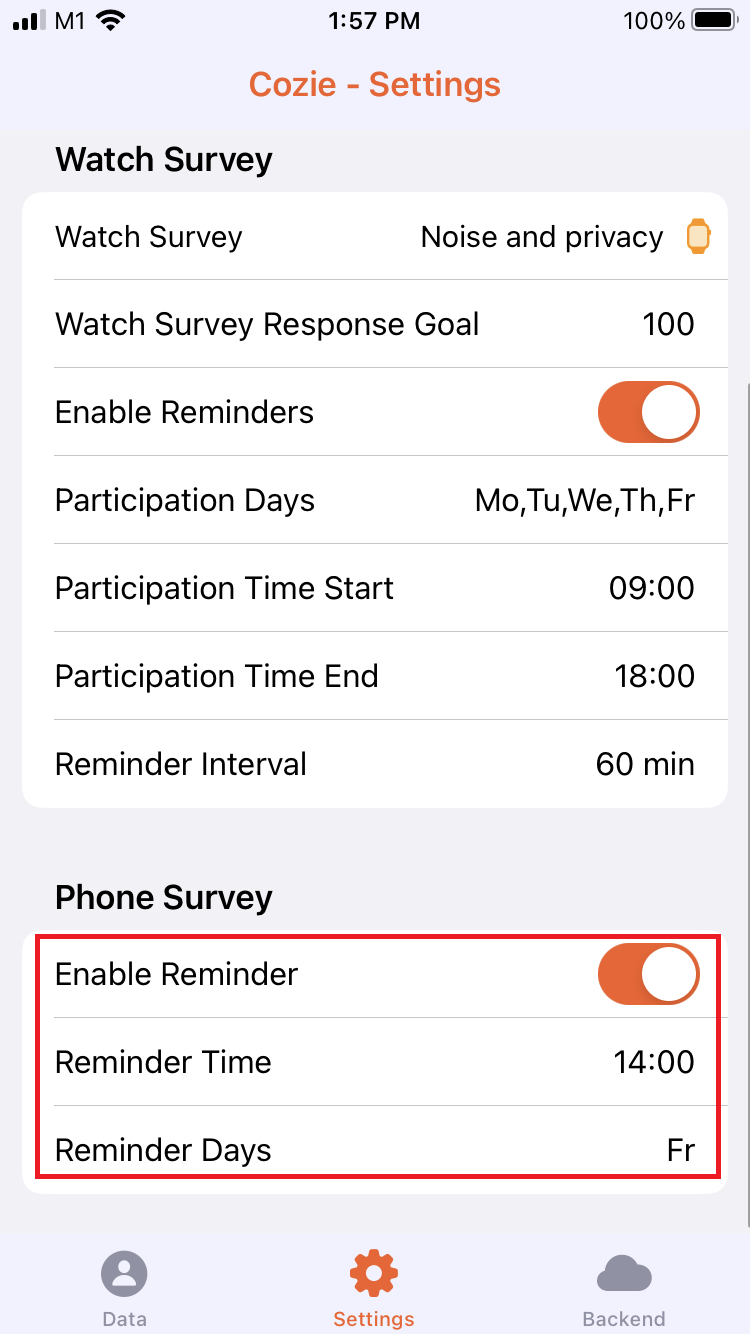 M1 1:57 PM 100%
Cozie - Settings
Watch Survey
Watch Survey Noise and privacy
Watch Survey Response Goal 100
Enable Reminders
Participation Days Mo,Tu,We,Th,Fr
Participation Time Start 09:00
Participation Time End 18:00
Reminder Interval 60 min
Phone Survey
Enable Reminder
Reminder Time 14:00
Reminder Days Fr
Data Settings Backend